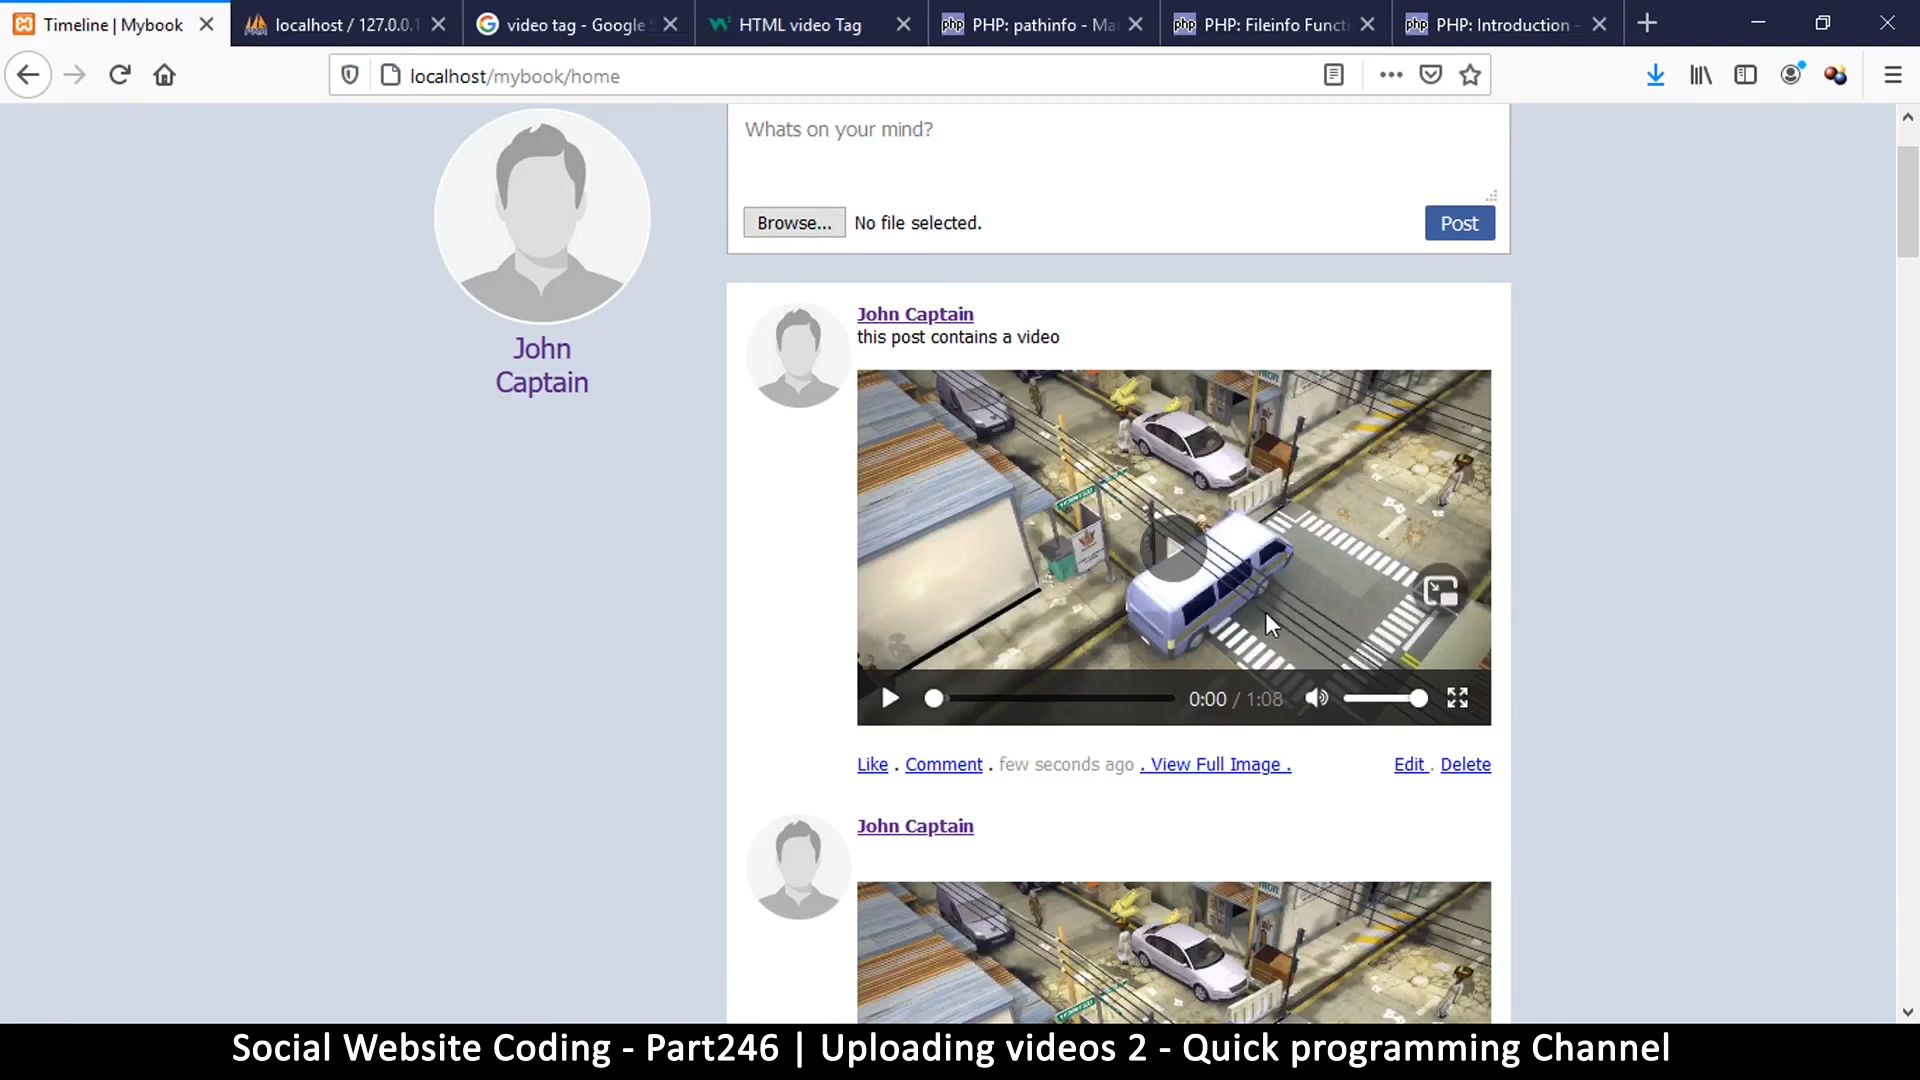 Timeline | Mybook
localhost / 127.0.0.1
video tag - Google
HTML video Tag
php PHP: pathinfo - Ma
php PHP: Fileinfo Functi
php PHP: Introduction -
localhost/mybook/home
Whats on your mind?
Browse... No file selected.
Post
John
Captain
John Captain
this post contains a video
0:00 / 1:08
Like . Comment . few seconds ago . View Full Image .
Edit . Delete
John Captain
Social Website Coding - Part246 | Uploading videos 2 - Quick programming Channel